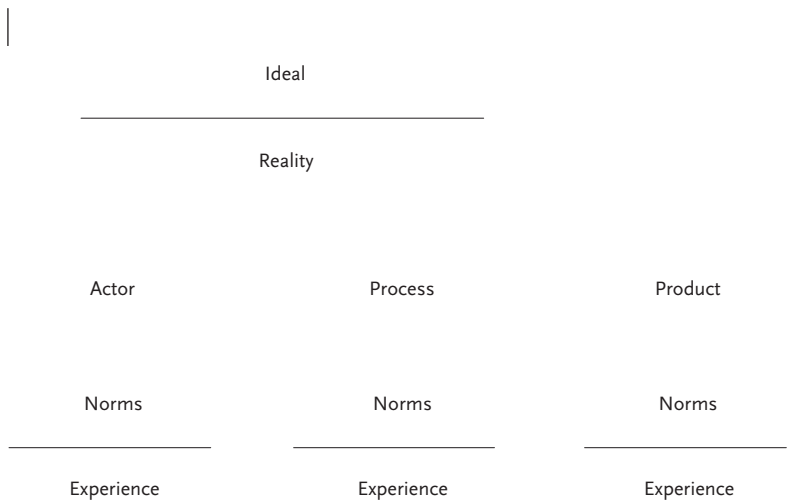 Ideal
Reality
Actor Process Product
Norms Norms Norms
Experience Experience Experience